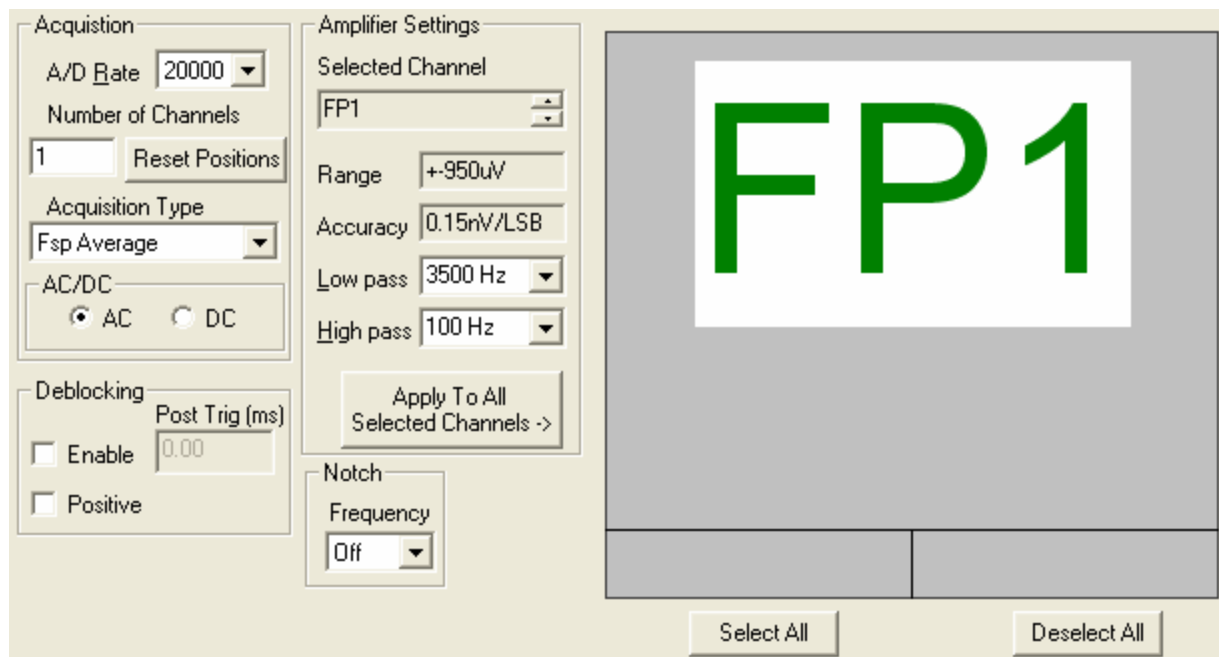 Acquistion
A/D Rate 20000
Number of Channels
1 Reset Positions
Acquisition Type
Fsp Average
AC/DC
AC DC
Deblocking
Post Trig (ms)
Enable 0.00
Positive
Amplifier Settings
Selected Channel
FP1
Range +-950uV
Accuracy 0.15nV/LSB
Low pass 3500 Hz
High pass 100 Hz
Apply To All
Selected Channels ->
Notch
Frequency
Off
FP1
Select All Deselect All